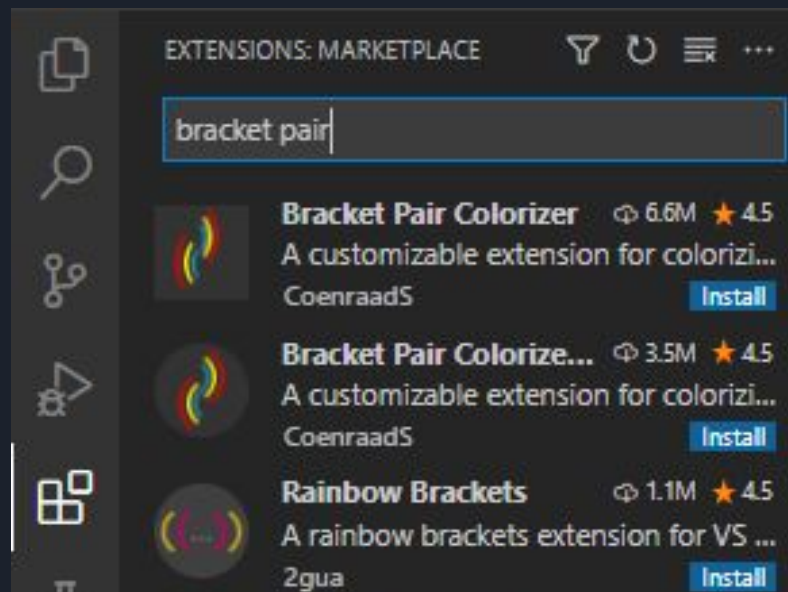 EXTENSIONS: MARKETPLACE
bracket pair
Bracket Pair Colorizer 6.6M ★ 4.5
A customizable extension for colorizi...
CoenraadS Install
Bracket Pair Colorize... 3.5M ★ 4.5
A customizable extension for colorizi...
CoenraadS Install
Rainbow Brackets 1.1M ★ 4.5
A rainbow brackets extension for VS ...
2gua Install